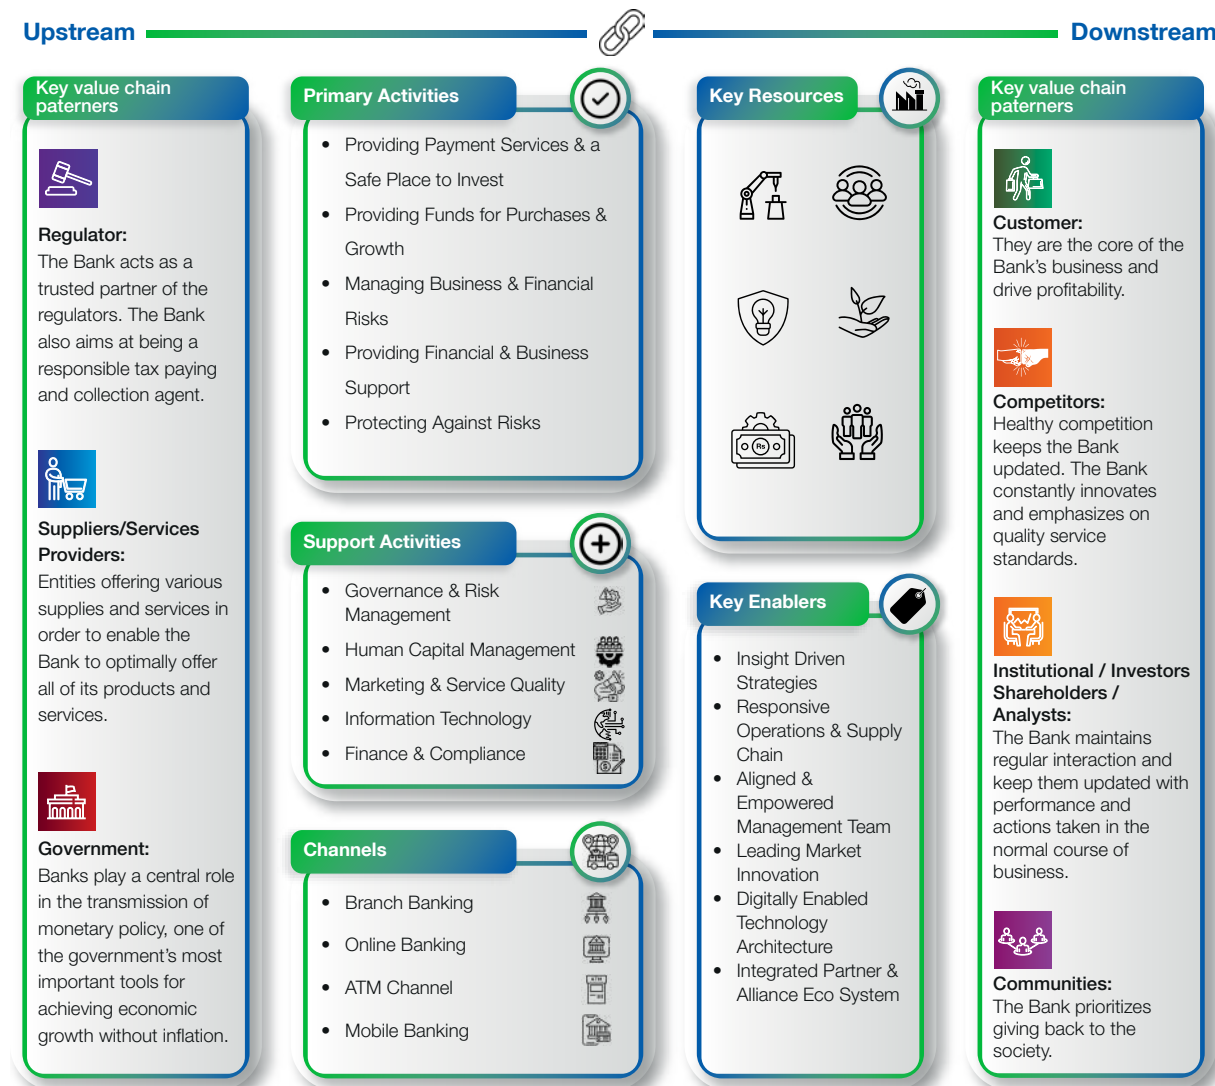 Upstream
Downstream
Key value chain
paterners
Regulator:
The Bank acts as a
trusted partner of the
regulators. The Bank
also aims at being a
responsible tax paying
and collection agent.
Suppliers/Services
Providers:
Entities offering various
supplies and services in
order to enable the
Bank to optimally offer
all of its products and
services.
Government:
Banks play a central role
in the transmission of
monetary policy, one of
the government's most
important tools for
achieving economic
growth without inflation.
Primary Activities
• Providing Payment Services & a
Safe Place to Invest
• Providing Funds for Purchases &
Growth
• Managing Business & Financial
Risks
• Providing Financial & Business
Support
• Protecting Against Risks
Support Activities
• Governance & Risk
Management
• Human Capital Management
• Marketing & Service Quality
• Information Technology
• Finance & Compliance
Channels
• Branch Banking
• Online Banking
• ATM Channel
ATM
• Mobile Banking
Key Resources
Rs
Key Enablers
• Insight Driven
Strategies
• Responsive
Operations & Supply
Chain
• Aligned &
Empowered
Management Team
• Leading Market
Innovation
• Digitally Enabled
Technology
Architecture
• Integrated Partner &
Alliance Eco System
Key value chain
paterners
Customer:
They are the core of the
Bank's business and
drive profitability.
Competitors:
Healthy competition
keeps the Bank
updated. The Bank
constantly innovates
and emphasizes on
quality service
standards.
Institutional / Investors
Shareholders /
Analysts:
The Bank maintains
regular interaction and
keep them updated with
performance and
actions taken in the
normal course of
business.
Communities:
The Bank prioritizes
giving back to the
society.